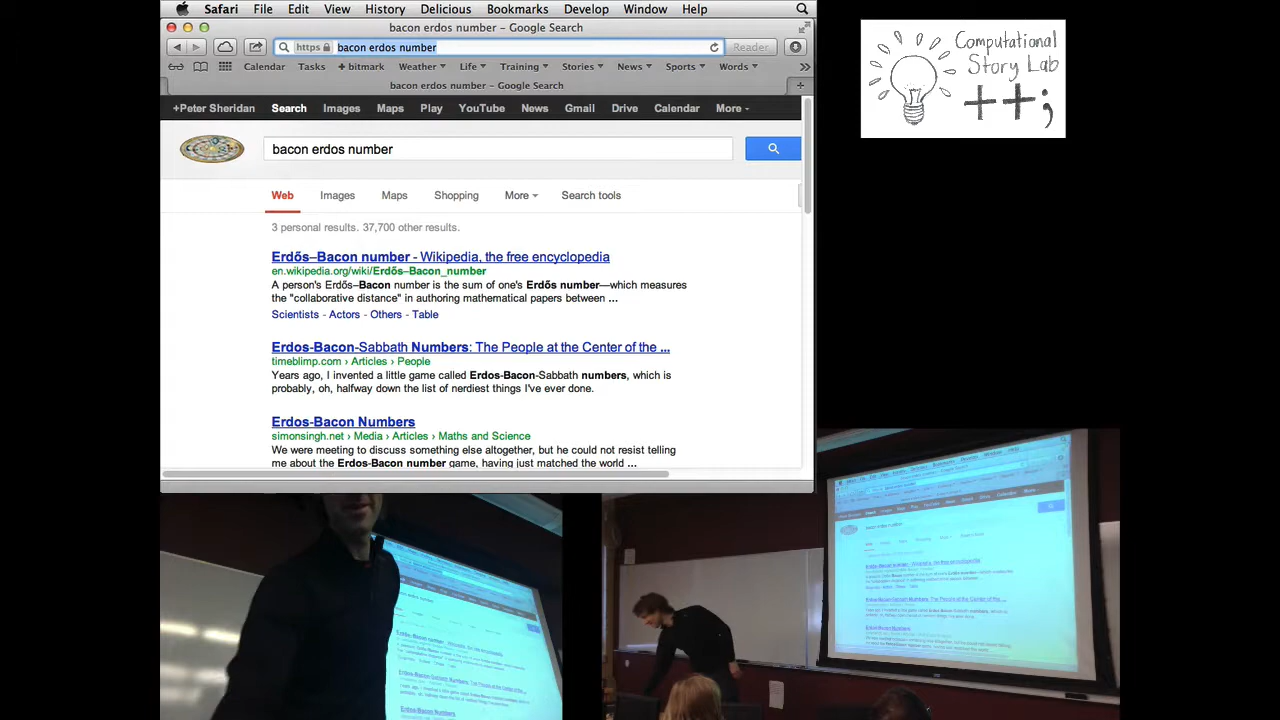 Safari File Edit View History Delicious Bookmarks Develop Window Help
bacon erdos number - Google Search
https bacon erdos number Reader
Calendar Tasks + bitmark Weather Life Training Stories News Sports Words »
bacon erdos number - Google Search
+Peter Sheridan Search Images Maps Play YouTube News Gmail Drive Calendar More
bacon erdos number
Web Images Maps Shopping More Search tools
3 personal results. 37,700 other results.
Erdős–Bacon number - Wikipedia, the free encyclopedia
en.wikipedia.org/wiki/Erdős–Bacon_number
A person's Erdős–Bacon number is the sum of one's Erdős number—which measures
the "collaborative distance" in authoring mathematical papers between ...
Scientists - Actors - Others - Table
Erdos-Bacon-Sabbath Numbers: The People at the Center of the ...
timeblimp.com › Articles › People
Years ago, I invented a little game called Erdos-Bacon-Sabbath numbers, which is
probably, oh, halfway down the list of nerdiest things I've ever done.
Erdos-Bacon Numbers
simonsingh.net › Media › Articles › Maths and Science
We were meeting to discuss something else altogether, but he could not resist telling
me about the Erdos-Bacon number game, having just matched the world ...
Computational
Story Lab
++;